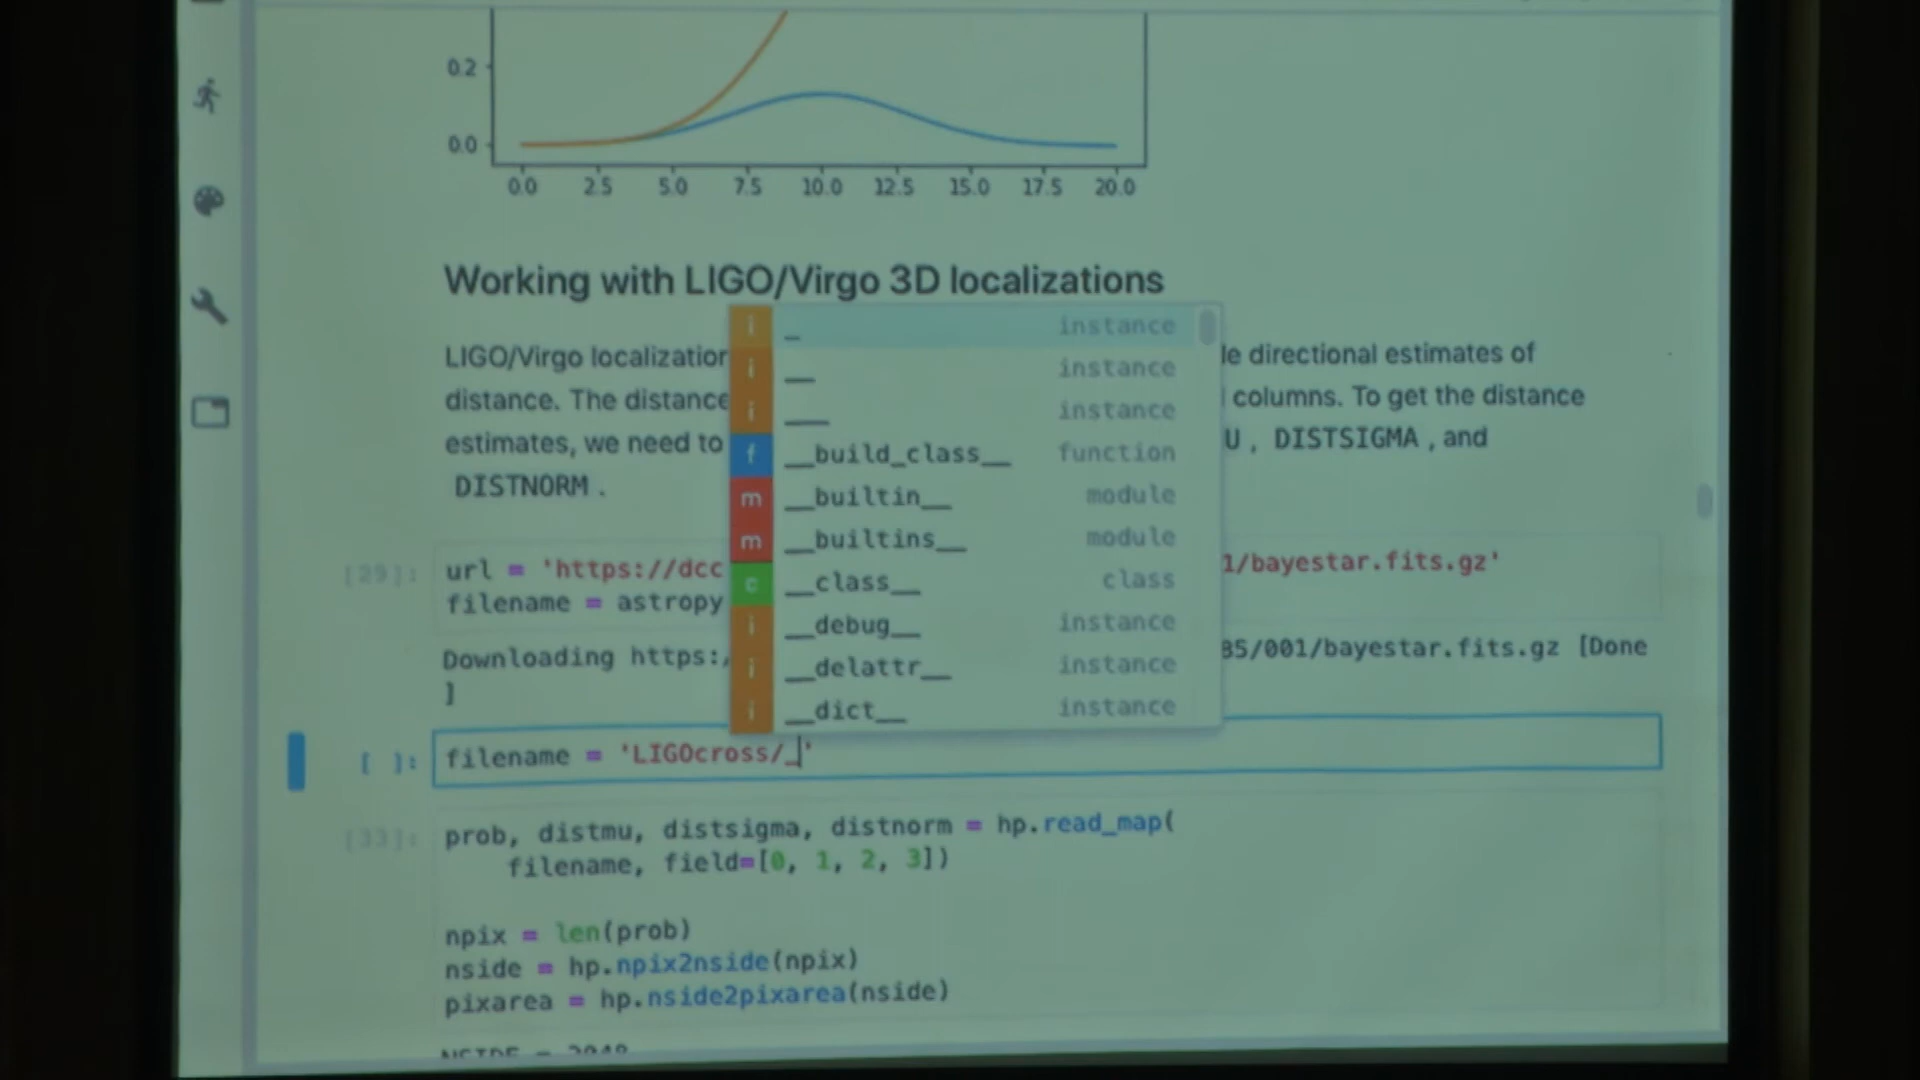 0.2
0.0
0.0 2.5 5.0 7.5 10.0 12.5 15.0 17.5 20.0
Working with LIGO/Virgo 3D localizations
LIGO/Virgo localization le directional estimates of
distance. The distance columns. To get the distance
estimates, we need to U, DISTSIGMA, and
DISTNORM.
i _ instance
i __ instance
i ___ instance
f __build_class__ function
m __builtin__ module
m __builtins__ module
c __class__ class
i __debug__ instance
i __delattr__ instance
i __dict__ instance
[29]: url = 'https://dcc 1/bayestar.fits.gz'
filename = astropy
Downloading https: 85/001/bayestar.fits.gz [Done
]
[ ]: filename = 'LIGOcross/_'
[33]: prob, distmu, distsigma, distnorm = hp.read_map(
filename, field=[0, 1, 2, 3])
npix = len(prob)
nside = hp.npix2nside(npix)
pixarea = hp.nside2pixarea(nside)
NSIDE = 2048